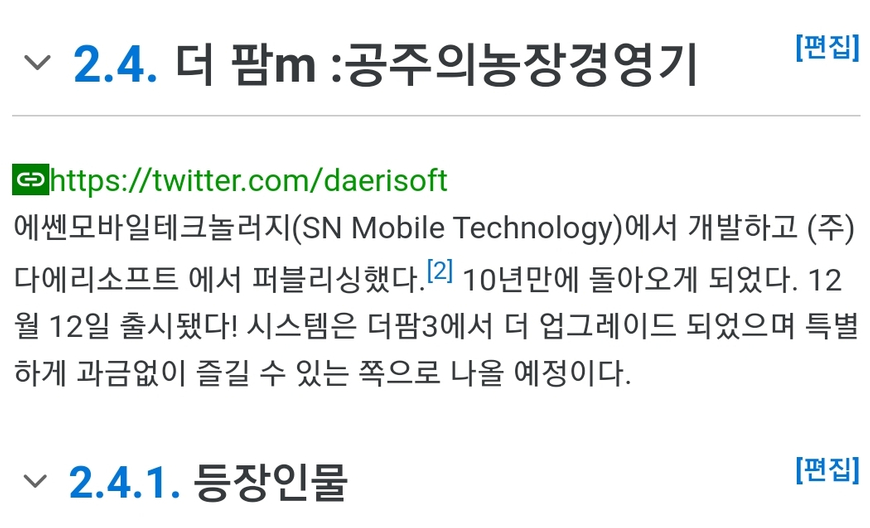 2.4. 더 팜m :공주의농장경영기
[편집]
https://twitter.com/daerisoft
에쎈모바일테크놀러지(SN Mobile Technology)에서 개발하고 (주)
다에리소프트 에서 퍼블리싱했다.[2] 10년만에 돌아오게 되었다. 12
월 12일 출시됐다! 시스템은 더팜3에서 더 업그레이드 되었으며 특별
하게 과금없이 즐길 수 있는 쪽으로 나올 예정이다.
2.4.1. 등장인물
[편집]